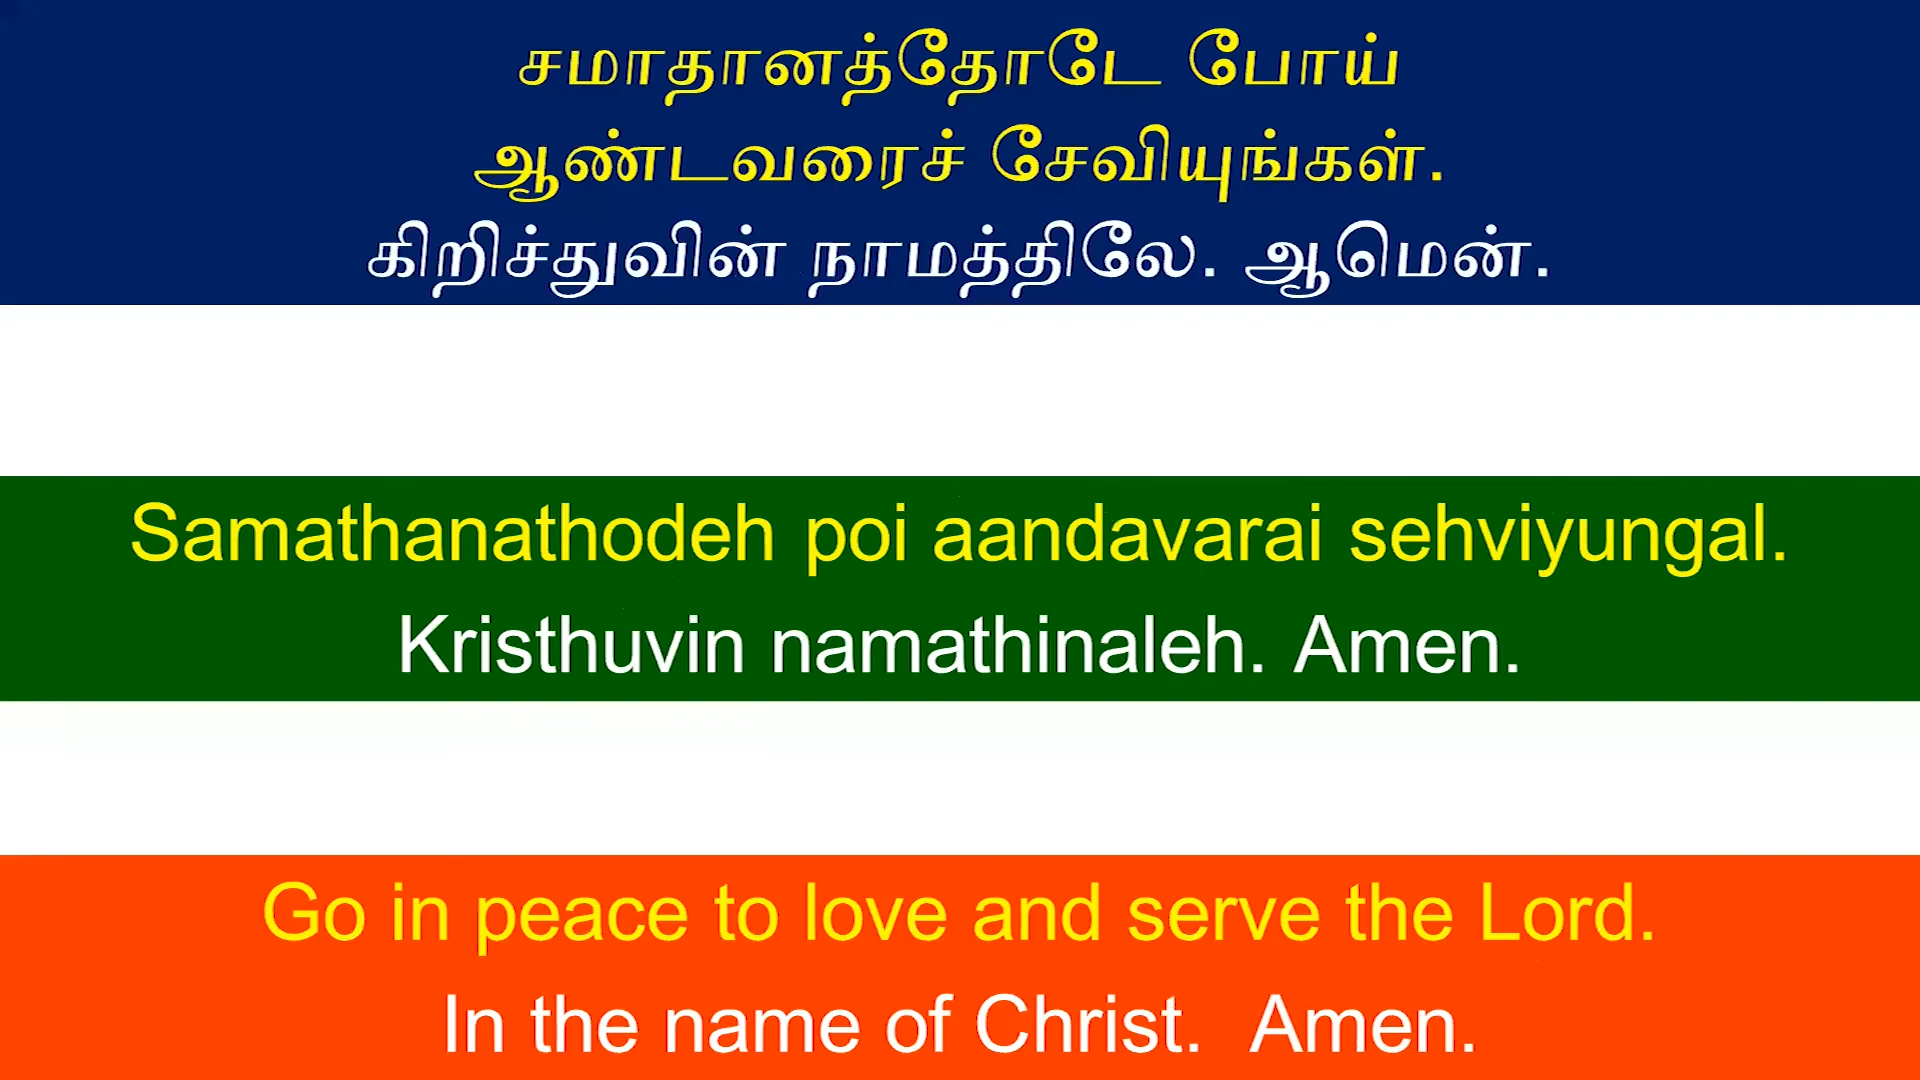 சமாதானத்தோடே போய்
ஆண்டவரைச் சேவியுங்கள்.
கிறிச்துவின் நாமத்திலே. ஆமென்.
Samathanathodeh poi aandavarai sehviyungal.
Kristhuvin namathinaleh. Amen.
Go in peace to love and serve the Lord.
In the name of Christ. Amen.